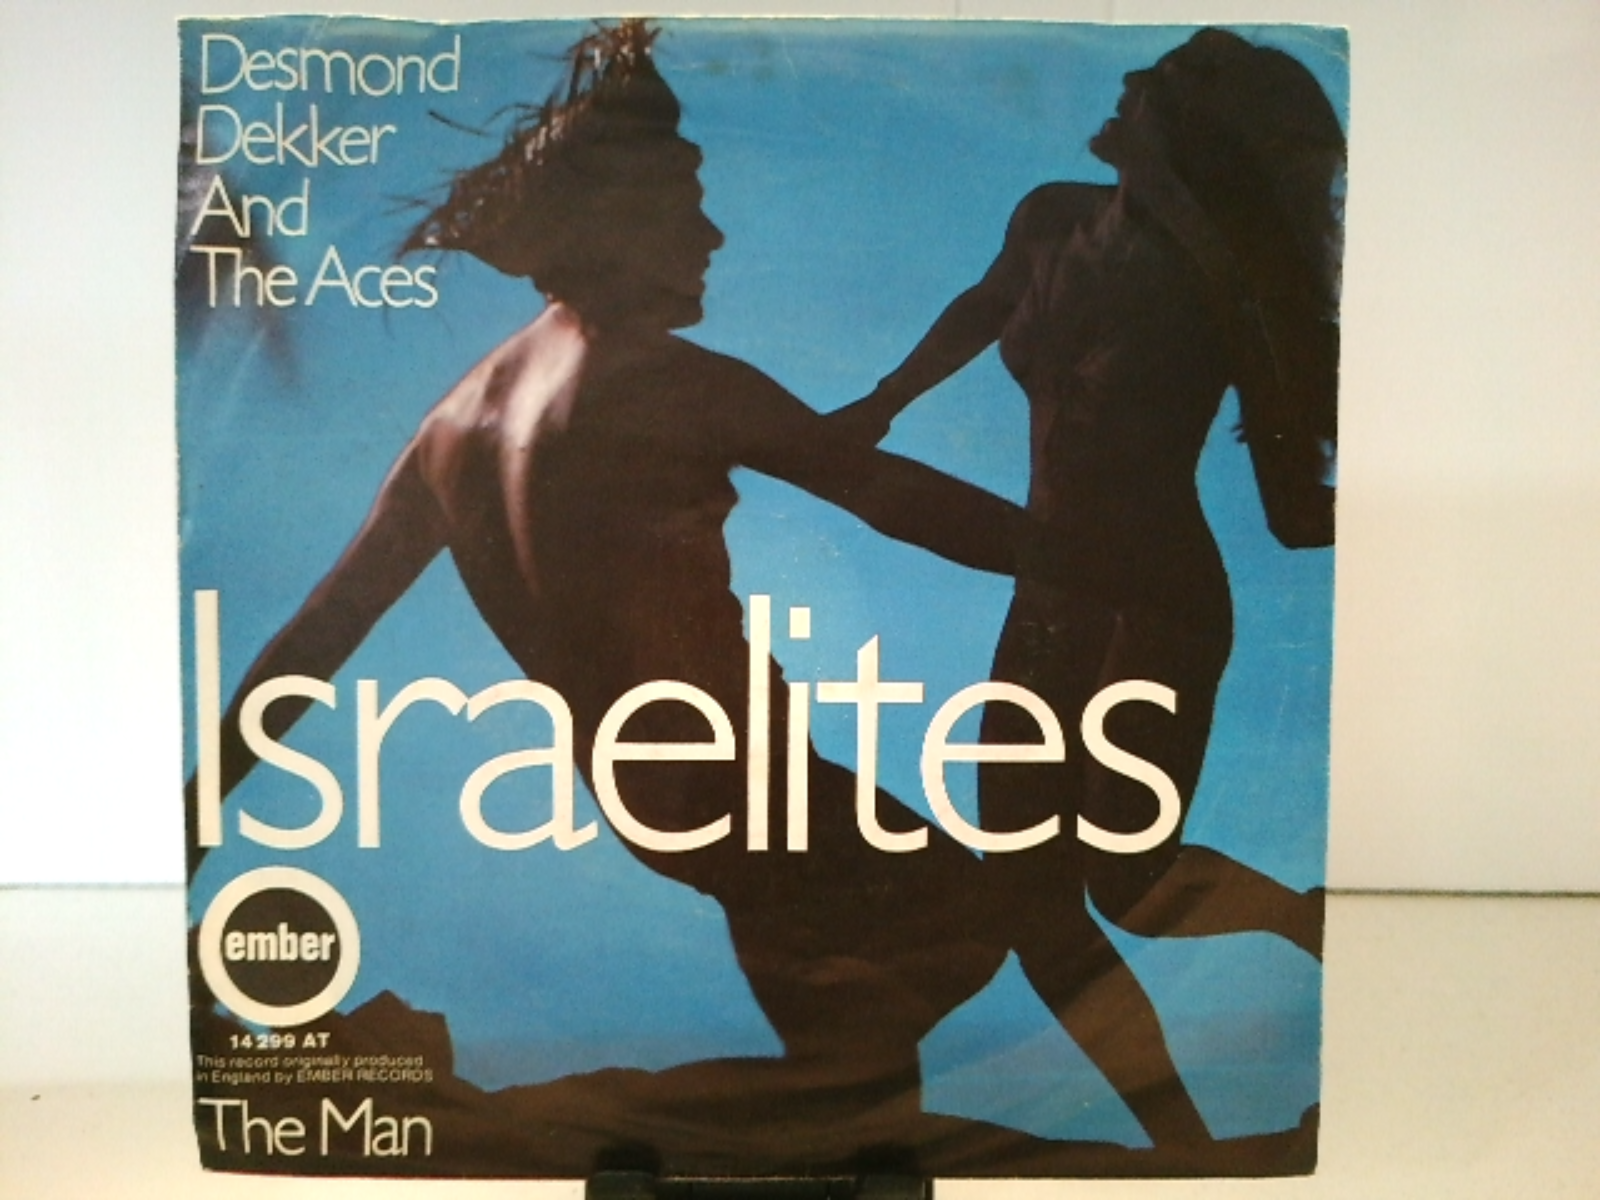 Desmond
Dekker
And
The Aces
Israelites
ember
14 299 AT
This record originally produced
in England by EMBER RECORDS
The Man